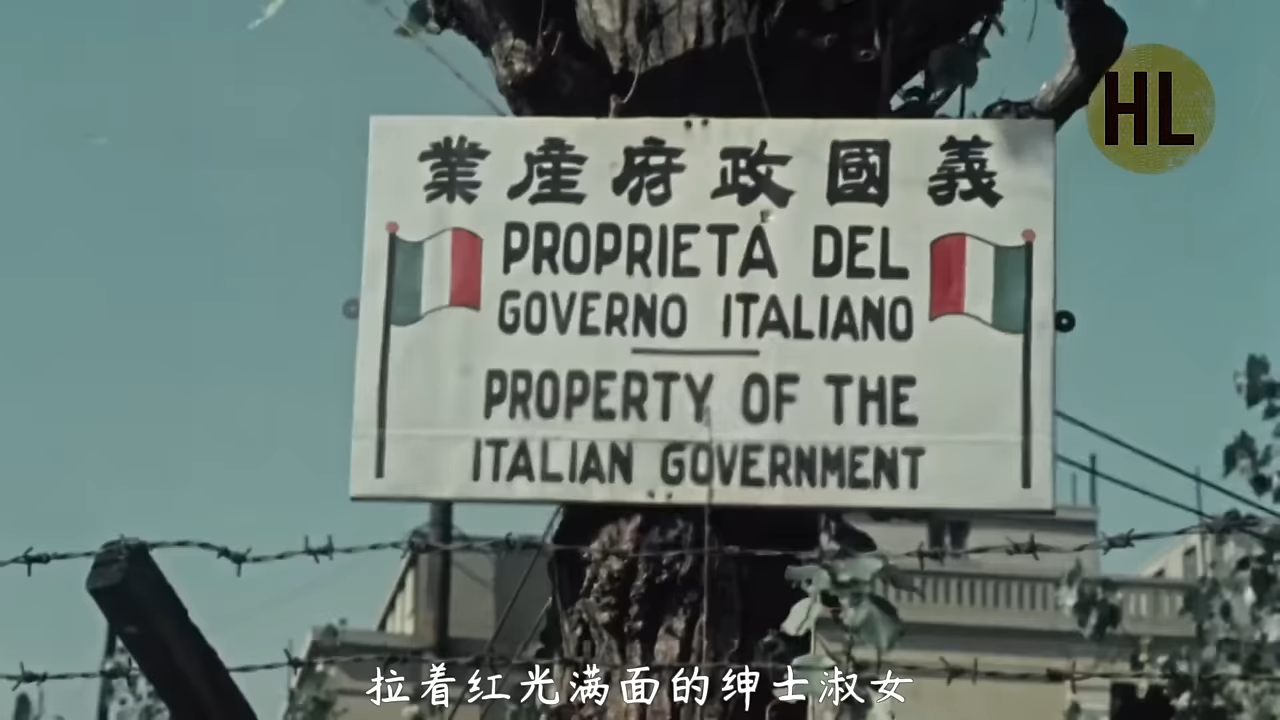 HL
義國政府産業
PROPRIETÁ DEL
GOVERNO ITALIANO
PROPERTY OF THE
ITALIAN GOVERNMENT
拉着红光满面的绅士淑女